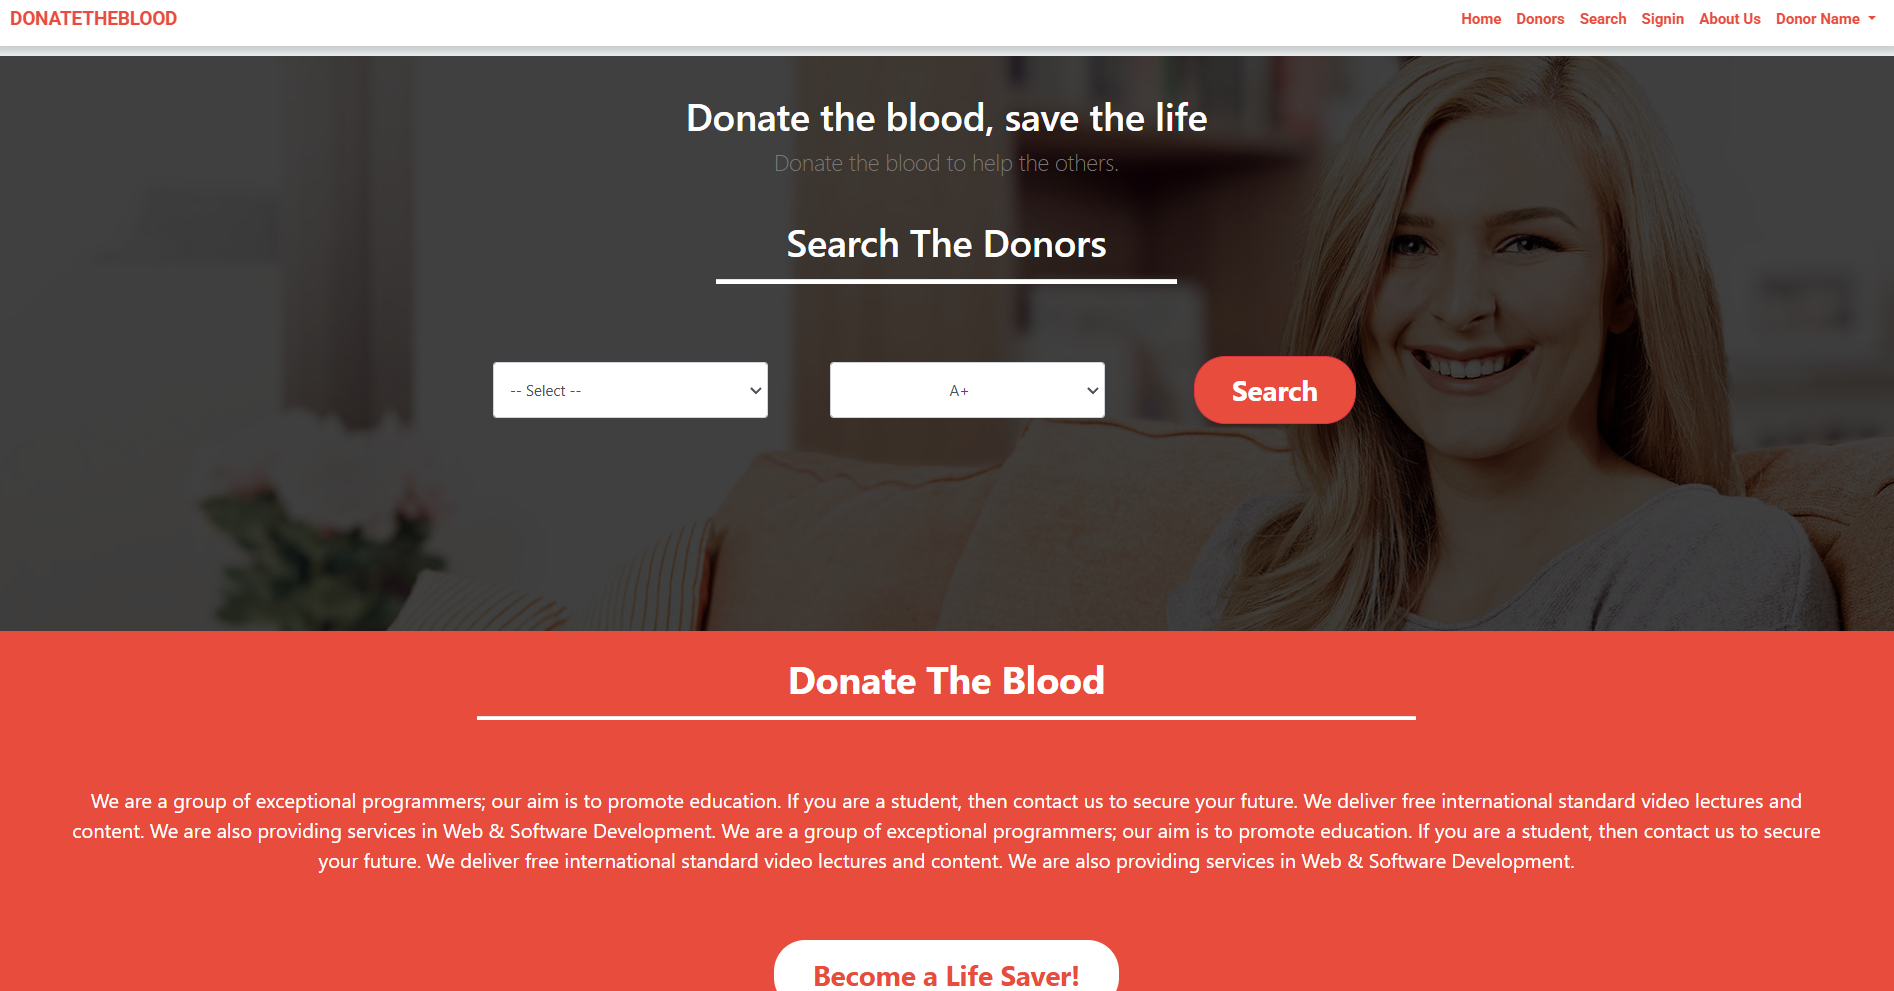 DONATETHEBLOOD
Home Donors Search Signin About Us Donor Name
Donate the blood, save the life
Donate the blood to help the others.
Search The Donors
-- Select --
A+
Search
Donate The Blood
We are a group of exceptional programmers; our aim is to promote education. If you are a student, then contact us to secure your future. We deliver free international standard video lectures and
content. We are also providing services in Web & Software Development. We are a group of exceptional programmers; our aim is to promote education. If you are a student, then contact us to secure
your future. We deliver free international standard video lectures and content. We are also providing services in Web & Software Development.
Become a Life Saver!